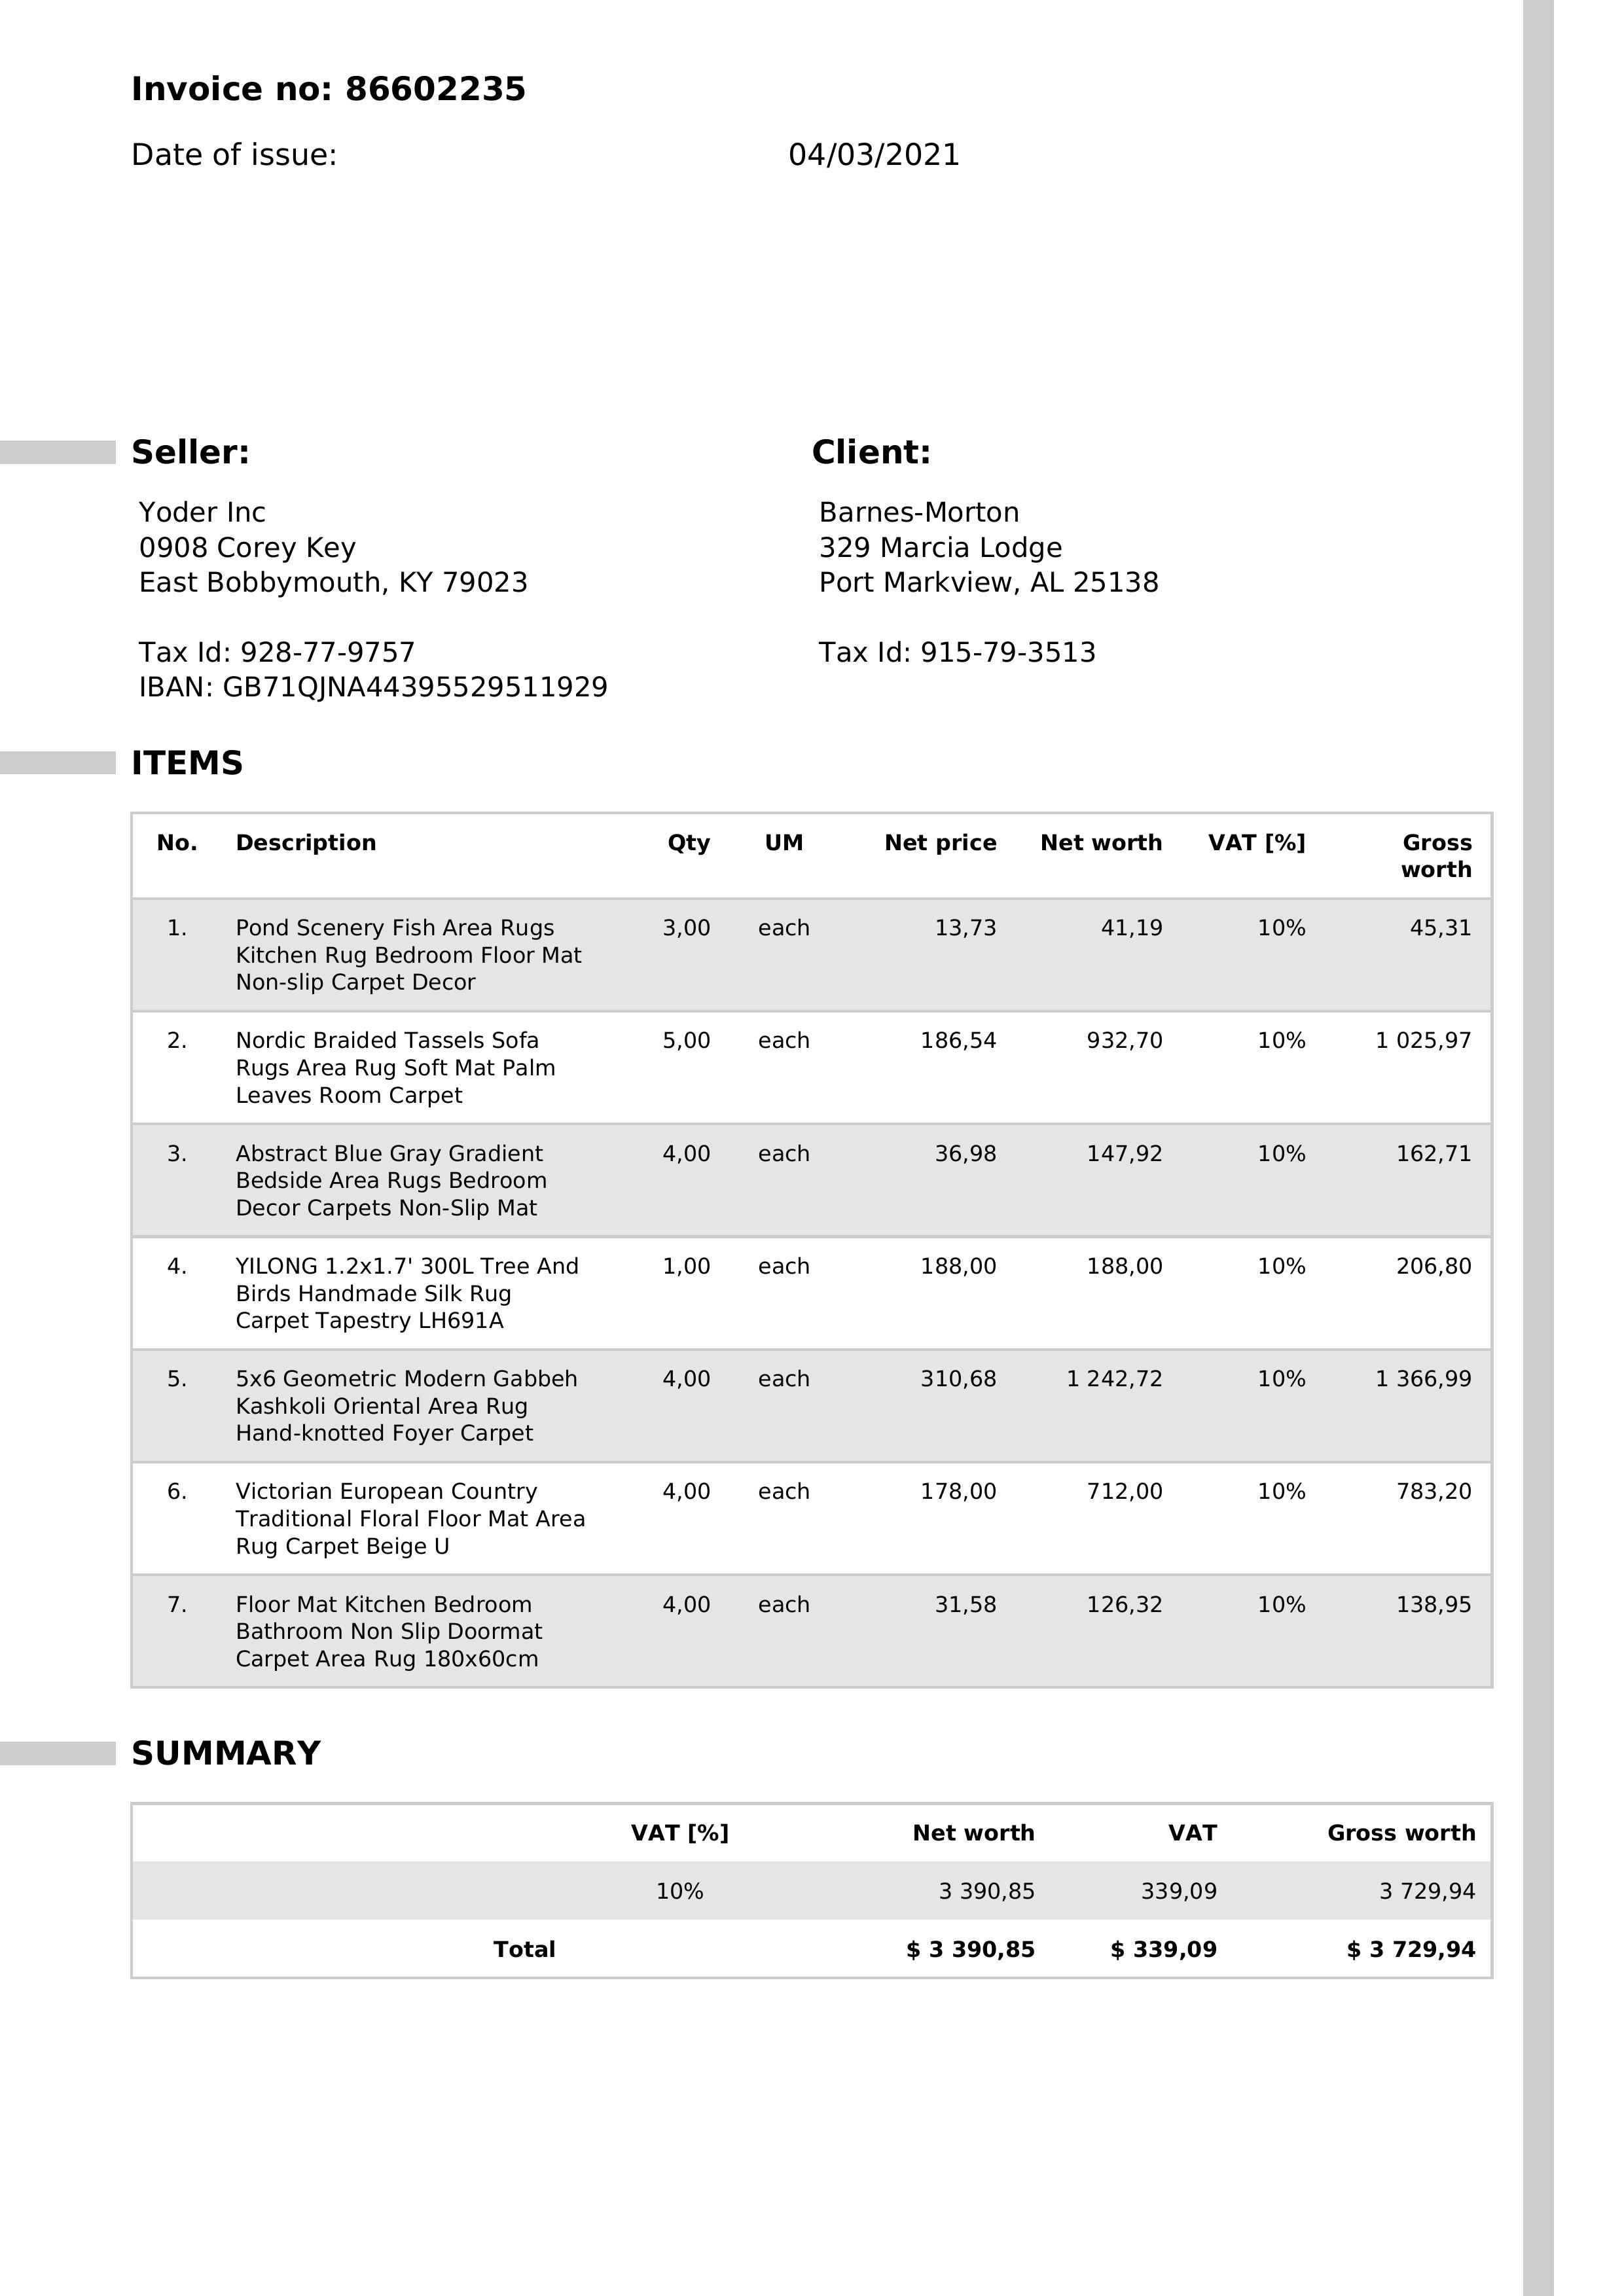 Invoice no: 86602235
Date of issue: 04/03/2021
Seller: Client:
Yoder Inc Barnes-Morton
0908 Corey Key 329 Marcia Lodge
East Bobbymouth, KY 79023 Port Markview, AL 25138
Tax Id: 928-77-9757 Tax Id: 915-79-3513
IBAN: GB71QJNA44395529511929
ITEMS
No. Description Qty UM Net price Net worth VAT [%] Gross
worth
1. Pond Scenery Fish Area Rugs 3,00 each 13,73 41,19 10% 45,31
Kitchen Rug Bedroom Floor Mat
Non-slip Carpet Decor
2. Nordic Braided Tassels Sofa 5,00 each 186,54 932,70 10% 1 025,97
Rugs Area Rug Soft Mat Palm
Leaves Room Carpet
3. Abstract Blue Gray Gradient 4,00 each 36,98 147,92 10% 162,71
Bedside Area Rugs Bedroom
Decor Carpets Non-Slip Mat
4. YILONG 1.2x1.7' 300L Tree And 1,00 each 188,00 188,00 10% 206,80
Birds Handmade Silk Rug
Carpet Tapestry LH691A
5. 5x6 Geometric Modern Gabbeh 4,00 each 310,68 1 242,72 10% 1 366,99
Kashkoli Oriental Area Rug
Hand-knotted Foyer Carpet
6. Victorian European Country 4,00 each 178,00 712,00 10% 783,20
Traditional Floral Floor Mat Area
Rug Carpet Beige U
7. Floor Mat Kitchen Bedroom 4,00 each 31,58 126,32 10% 138,95
Bathroom Non Slip Doormat
Carpet Area Rug 180x60cm
SUMMARY
VAT [%] Net worth VAT Gross worth
10% 3 390,85 339,09 3 729,94
Total $ 3 390,85 $ 339,09 $ 3 729,94